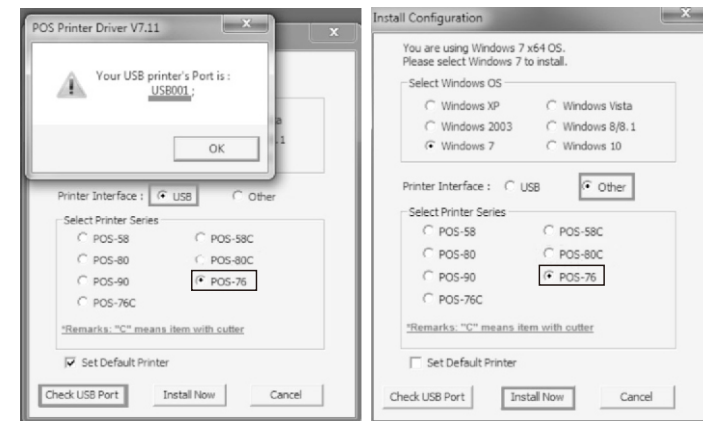 POS Printer Driver V7.11
Your USB printer's Port is :
USB001 ;
OK
Printer Interface : USB Other
Select Printer Series
POS-58 POS-58C
POS-80 POS-80C
POS-90 POS-76
POS-76C
*Remarks: "C" means item with cutter
Set Default Printer
Check USB Port Install Now Cancel
Install Configuration
You are using Windows 7 x64 OS.
Please select Windows 7 to install.
Select Windows OS
Windows XP Windows Vista
Windows 2003 Windows 8/8.1
Windows 7 Windows 10
Printer Interface : USB Other
Select Printer Series
POS-58 POS-58C
POS-80 POS-80C
POS-90 POS-76
POS-76C
*Remarks: "C" means item with cutter
Set Default Printer
Check USB Port Install Now Cancel